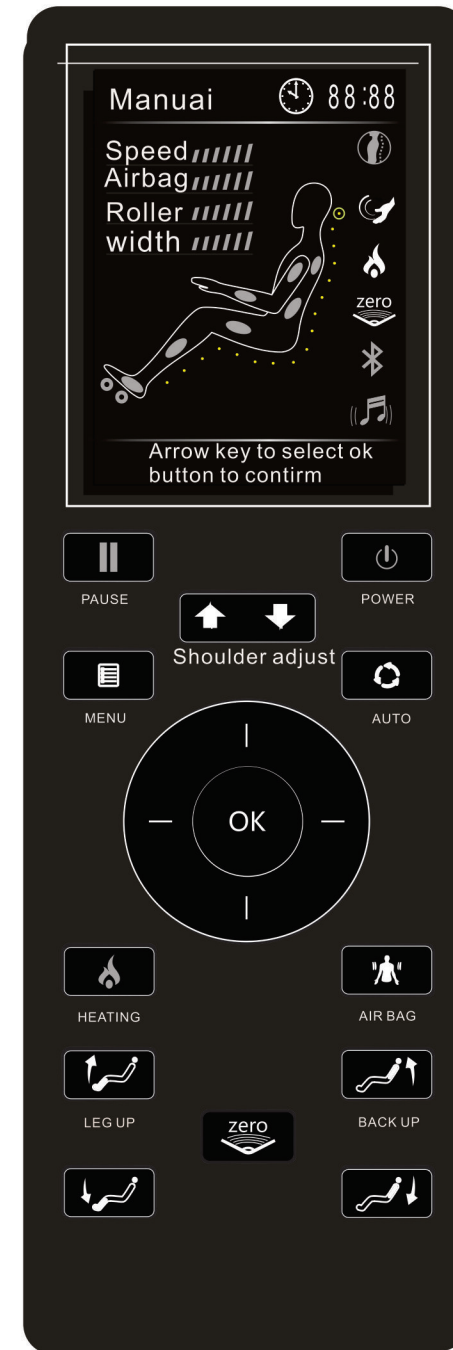 Manuai 88:88
Speed
Airbag
Roller
width
zero
Arrow key to select ok
button to contirm
PAUSE
POWER
Shoulder adjust
MENU
AUTO
OK
HEATING
AIR BAG
LEG UP
BACK UP
zero